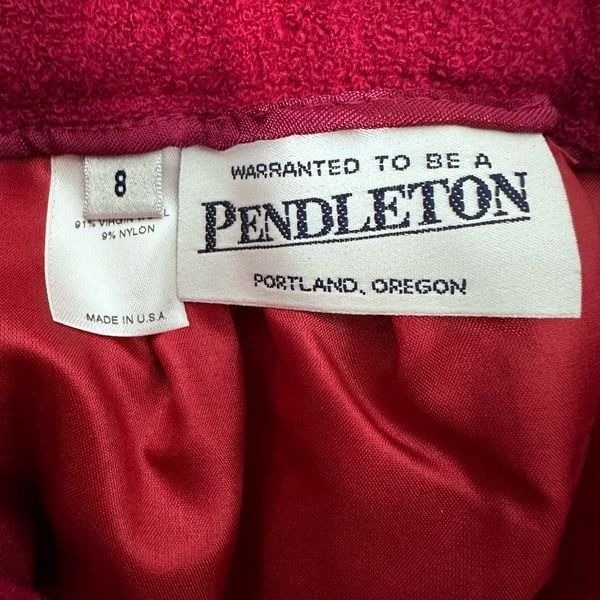 8
91% VIRGIN
9% NYLON
MADE IN U.S.A.
WARRANTED TO BE A
PENDLETON
PORTLAND, OREGON